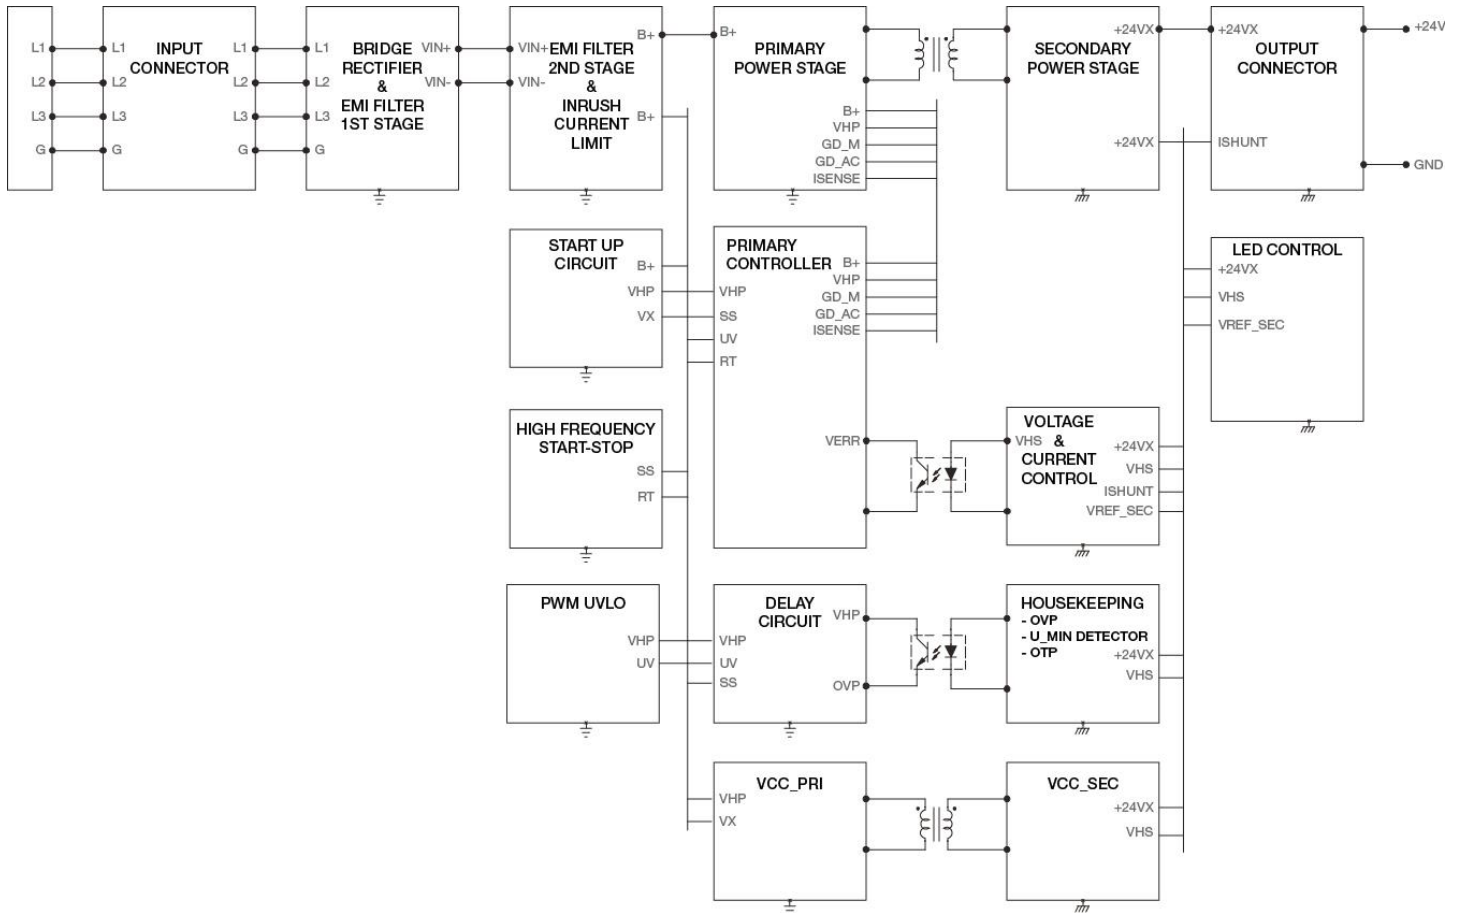 L1
L2
L3
G
INPUT
CONNECTOR
L1
L2
L3
G
L1
L2
L3
G
BRIDGE
RECTIFIER
&
EMI FILTER
1ST STAGE
L1
L2
L3
G
VIN+
VIN-
EMI FILTER
2ND STAGE
&
INRUSH
CURRENT
LIMIT
VIN+
VIN-
B+
B+
PRIMARY
POWER STAGE
B+
B+
VHP
GD_M
GD_AC
ISENSE
SECONDARY
POWER STAGE
+24VX
+24VX
OUTPUT
CONNECTOR
+24VX
ISHUNT
+24V
GND
START UP
CIRCUIT
B+
VHP
VX
PRIMARY
CONTROLLER
VHP
SS
UV
RT
B+
VHP
GD_M
GD_AC
ISENSE
VERR
LED CONTROL
+24VX
VHS
VREF_SEC
HIGH FREQUENCY
START-STOP
SS
RT
VOLTAGE
&
CURRENT
CONTROL
VHS
+24VX
VHS
ISHUNT
VREF_SEC
PWM UVLO
VHP
UV
DELAY
CIRCUIT
VHP
UV
SS
VHP
OVP
HOUSEKEEPING
- OVP
- U_MIN DETECTOR
- OTP
+24VX
VHS
VCC_PRI
VHP
VX
VCC_SEC
+24VX
VHS